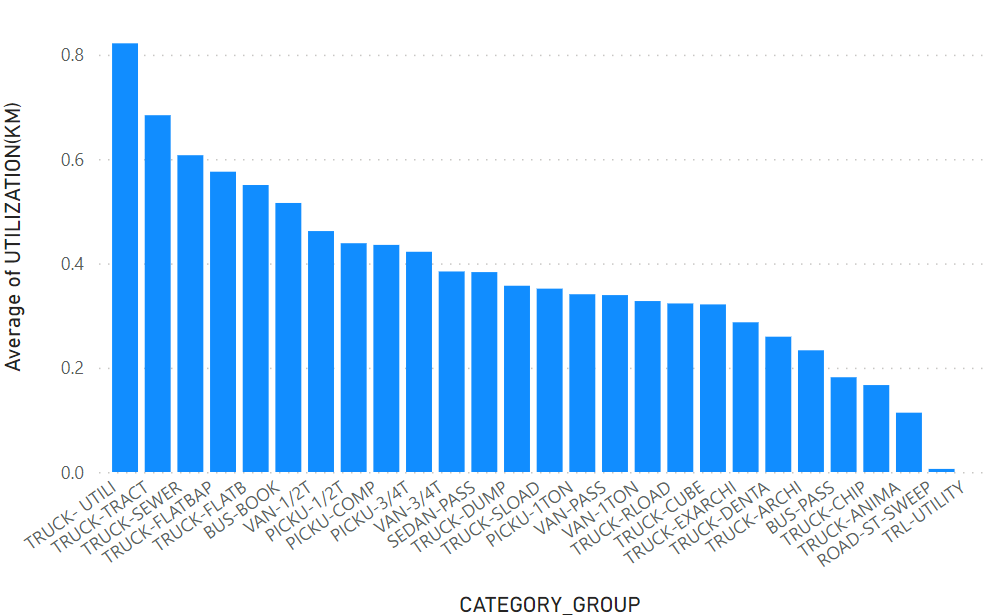 Average of UTILIZATION(KM)
0.8
0.6
0.4
0.2
0.0
TRUCK- UTILI
TRUCK-TRACT
TRUCK-SEWER
TRUCK-FLATBAP
TRUCK-FLATB
BUS-BOOK
VAN-1/2T
PICKU-1/2T
PICKU-COMP
PICKU-3/4T
VAN-3/4T
SEDAN-PASS
TRUCK-DUMP
TRUCK-SLOAD
PICKU-1TON
VAN-PASS
VAN-1TON
TRUCK-RLOAD
TRUCK-CUBE
TRUCK-EXARCHI
TRUCK-DENTA
TRUCK-ARCHI
BUS-PASS
TRUCK-CHIP
TRUCK-ANIMA
ROAD-ST-SWEEP
TRL-UTILITY
CATEGORY_GROUP